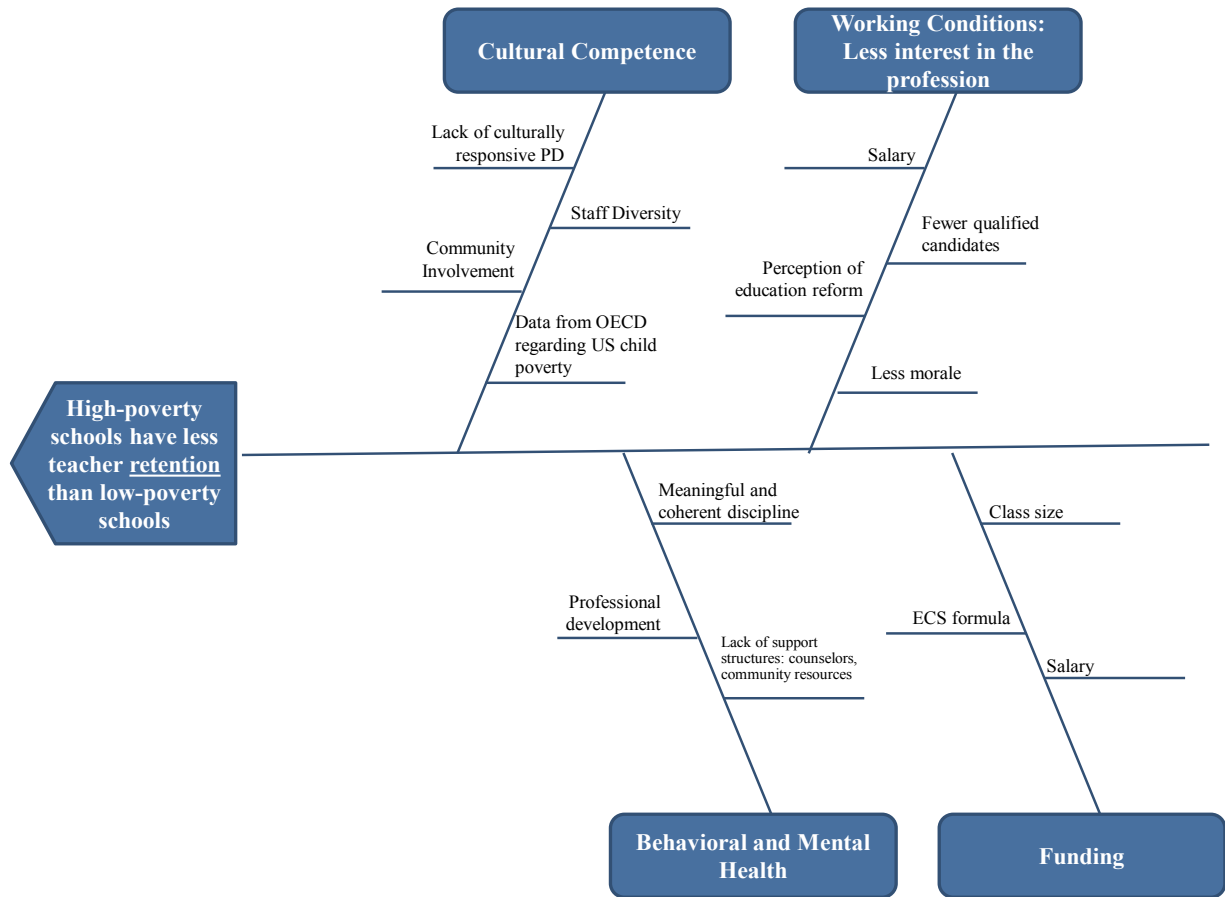 Cultural Competence
Working Conditions:
Less interest in the
profession
Lack of culturally
responsive PD
Staff Diversity
Community
Involvement
Data from OECD
regarding US child
poverty
Salary
Fewer qualified
candidates
Perception of
education reform
Less morale
High-poverty
schools have less
teacher retention
than low-poverty
schools
Meaningful and
coherent discipline
Professional
development
Lack of support
structures: counselors,
community resources
Class size
ECS formula
Salary
Behavioral and Mental
Health
Funding